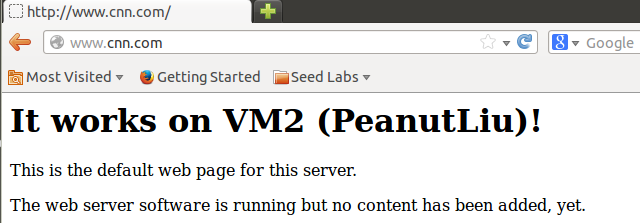 http://www.cnn.com/
www.cnn.com
Google
Most Visited
Getting Started
Seed Labs
It works on VM2 (PeanutLiu)!
This is the default web page for this server.
The web server software is running but no content has been added, yet.